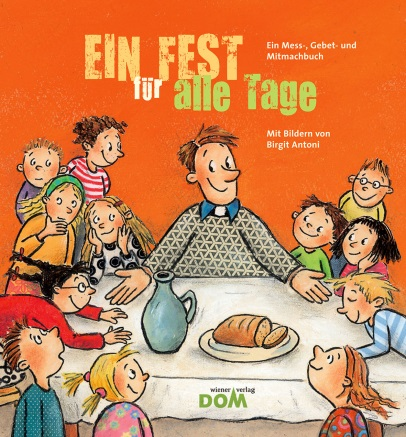 EIN FEST
für alle Tage
Ein Mess-, Gebet- und
Mitmachbuch
Mit Bildern von
Birgit Antoni
wiener verlag
DOM